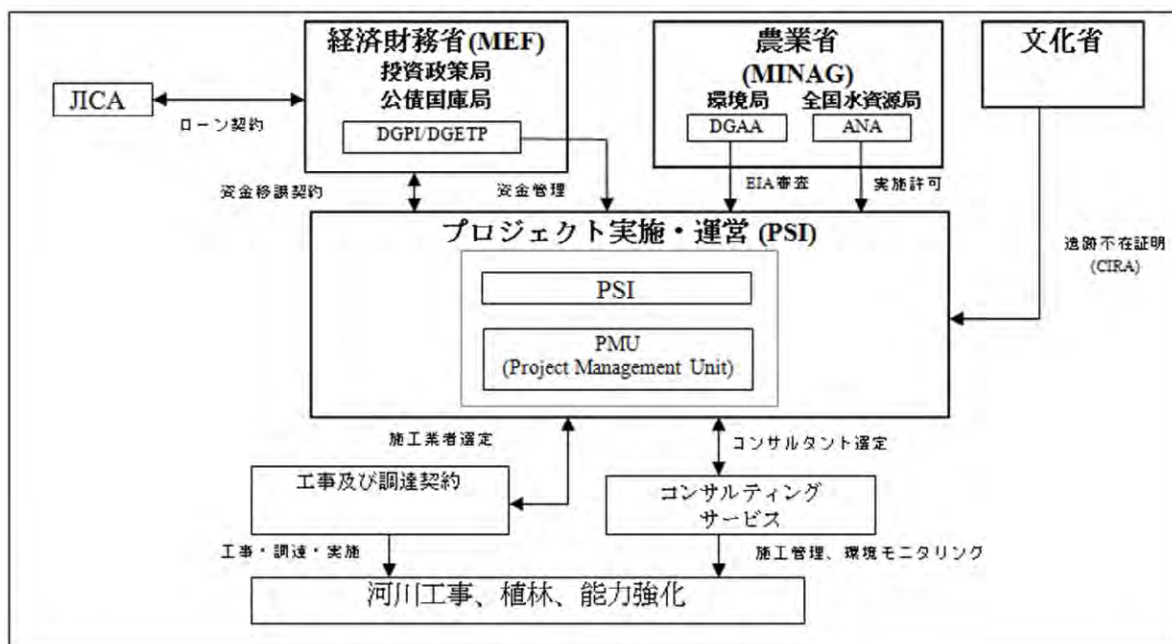 経済財務省(MEF)
投資政策局
公債国庫局
DGPI/DGETP
農業省
(MINAG)
環境局 全国水資源局
DGAA ANA
文化省
JICA
ローン契約
資金移譲契約
資金管理
EIA審査
実施許可
プロジェクト実施・運営 (PSI)
PSI
PMU
(Project Management Unit)
遺跡不在証明
(CIRA)
施工業者選定
コンサルタント選定
工事及び調達契約
コンサルティング
サービス
工事・調達・実施
施工管理、環境モニタリング
河川工事、植林、能力強化